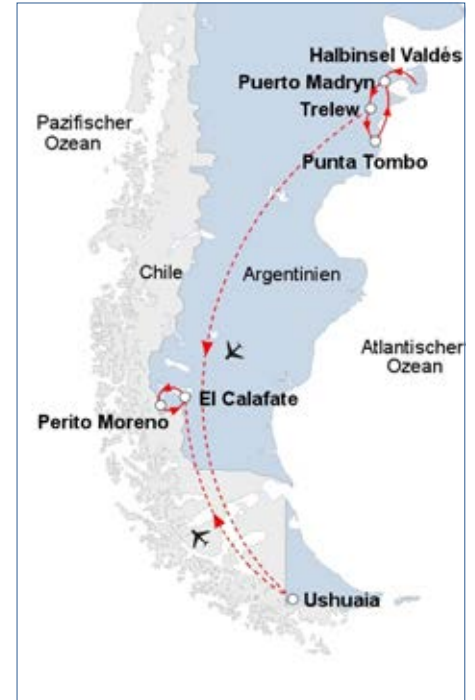 Halbinsel Valdés
Puerto Madryn
Trelew
Pazifischer
Ozean
Punta Tombo
Chile
Argentinien
Atlantischer
Ozean
El Calafate
Perito Moreno
Ushuaia